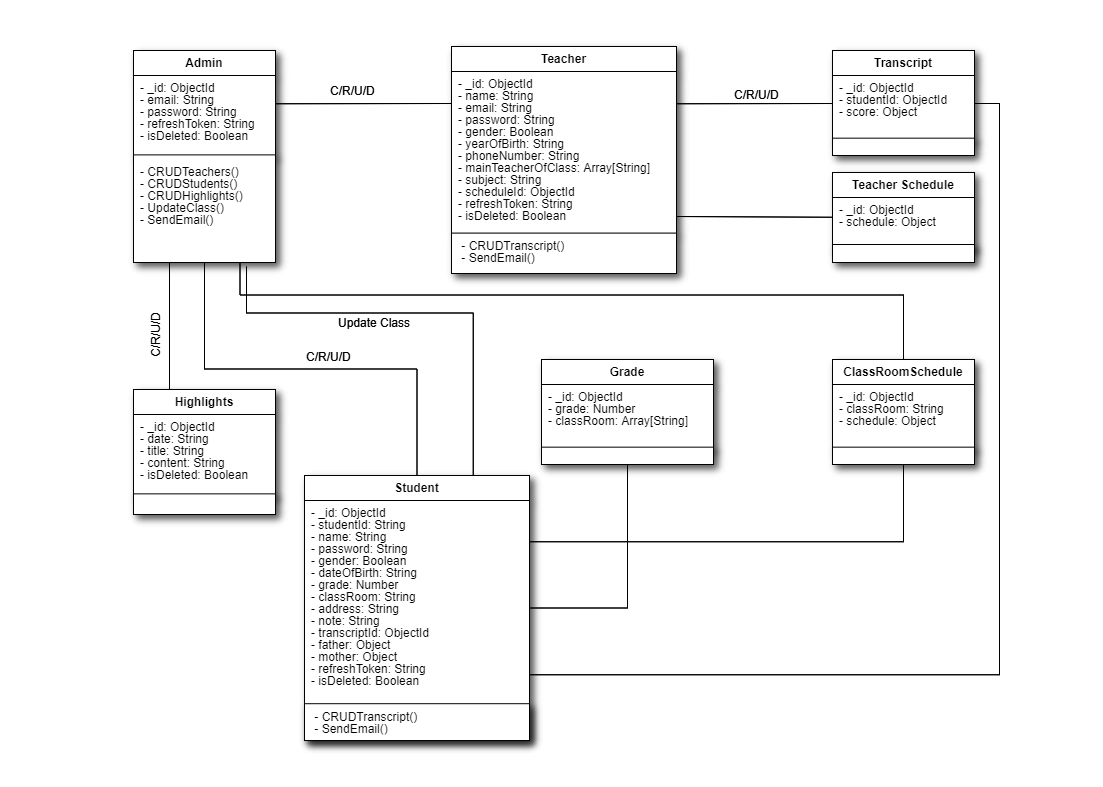 Admin
- _id: ObjectId
- email: String
- password: String
- refreshToken: String
- isDeleted: Boolean
- CRUDTeachers()
- CRUDStudents()
- CRUDHighlights()
- UpdateClass()
- SendEmail()
C/R/U/D
Teacher
- _id: ObjectId
- name: String
- email: String
- password: String
- gender: Boolean
- yearOfBirth: String
- phoneNumber: String
- mainTeacherOfClass: Array[String]
- subject: String
- scheduleId: ObjectId
- refreshToken: String
- isDeleted: Boolean
- CRUDTranscript()
- SendEmail()
C/R/U/D
Transcript
- _id: ObjectId
- studentId: ObjectId
- score: Object
Teacher Schedule
- _id: ObjectId
- schedule: Object
C/R/U/D
Update Class
C/R/U/D
Highlights
- _id: ObjectId
- date: String
- title: String
- content: String
- isDeleted: Boolean
Grade
- _id: ObjectId
- grade: Number
- classRoom: Array[String]
ClassRoomSchedule
- _id: ObjectId
- classRoom: String
- schedule: Object
Student
- _id: ObjectId
- studentId: String
- name: String
- password: String
- gender: Boolean
- dateOfBirth: String
- grade: Number
- classRoom: String
- address: String
- note: String
- transcriptId: ObjectId
- father: Object
- mother: Object
- refreshToken: String
- isDeleted: Boolean
- CRUDTranscript()
- SendEmail()